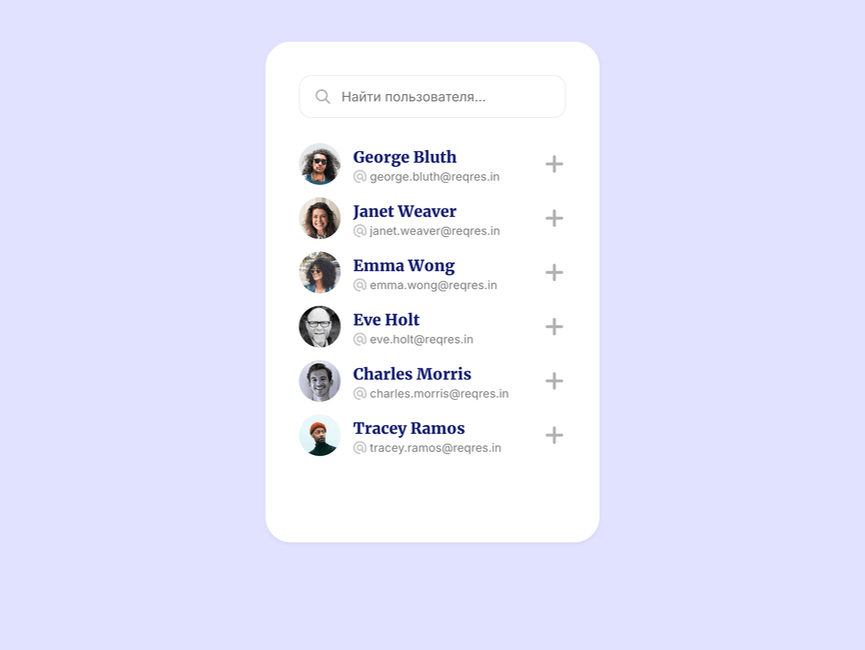 Найти пользователя...
George Bluth
george.bluth@reqres.in
Janet Weaver
janet.weaver@reqres.in
Emma Wong
emma.wong@reqres.in
Eve Holt
eve.holt@reqres.in
Charles Morris
charles.morris@reqres.in
Tracey Ramos
tracey.ramos@reqres.in